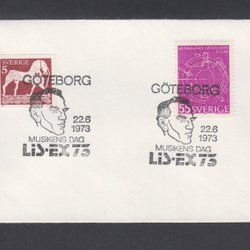 SVERIGE
5
GÖTEBORG
22.6
1973
MUSIKENS DAG
LIS-EX 73
55 SVERIGE
GÖTEBORG
22.6
1973
MUSIKENS DAG
LIS-EX 73